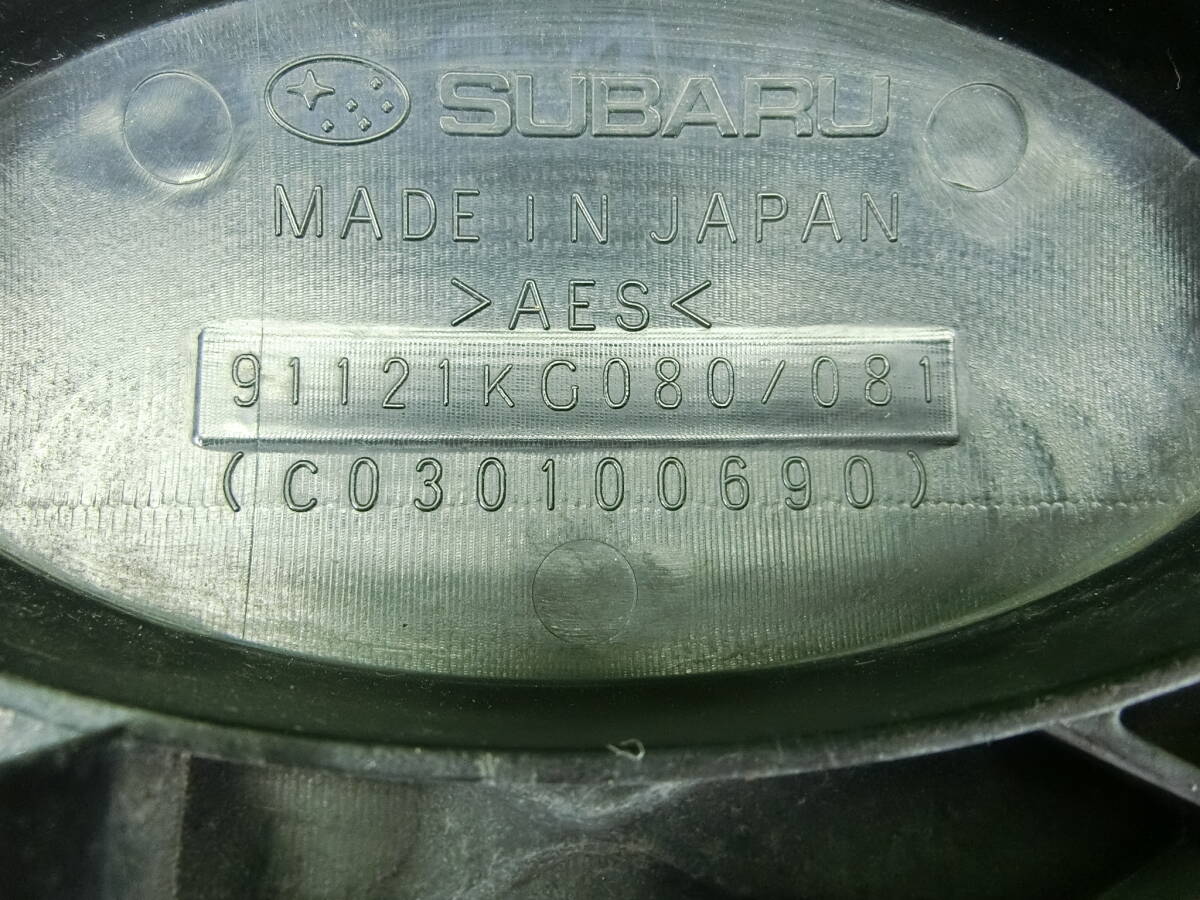 SUBARU
MADE IN JAPAN
>AES<
91121KG080/081
(C030100690)